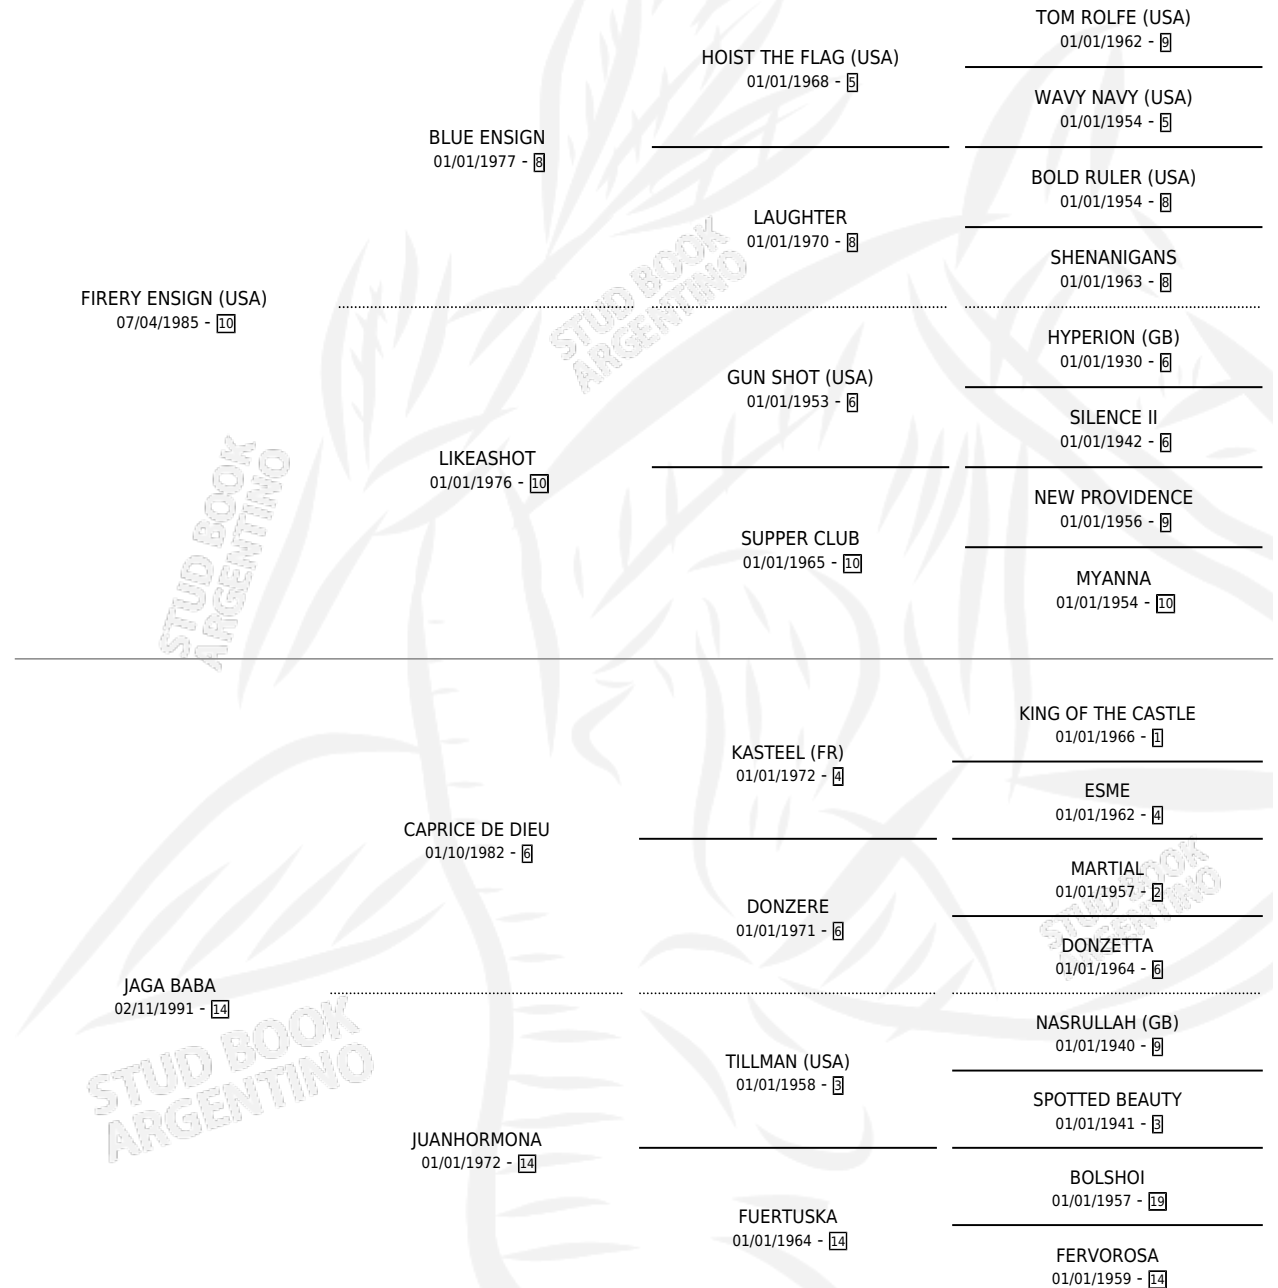 TOM ROLFE (USA)
01/01/1962 - 9
HOIST THE FLAG (USA)
01/01/1968 - 5
WAVY NAVY (USA)
01/01/1954 - 5
BLUE ENSIGN
01/01/1977 - 8
BOLD RULER (USA)
01/01/1954 - 8
LAUGHTER
01/01/1970 - 8
SHENANIGANS
01/01/1963 - 8
FIRERY ENSIGN (USA)
07/04/1985 - 10
STUD BOOK
ARGENTINO
HYPERION (GB)
01/01/1930 - 6
GUN SHOT (USA)
01/01/1953 - 6
SILENCE II
01/01/1942 - 6
LIKEASHOT
01/01/1976 - 10
NEW PROVIDENCE
01/01/1956 - 9
SUPPER CLUB
01/01/1965 - 10
MYANNA
01/01/1954 - 10
STUD BOOK
ARGENTINO
KING OF THE CASTLE
01/01/1966 - 1
KASTEEL (FR)
01/01/1972 - 4
ESME
01/01/1962 - 4
CAPRICE DE DIEU
01/10/1982 - 6
MARTIAL
01/01/1957 - 2
DONZERE
01/01/1971 - 6
DONZETTA
01/01/1964 - 6
STUD BOOK
ARGENTINO
JAGA BABA
02/11/1991 - 14
NASRULLAH (GB)
01/01/1940 - 9
TILLMAN (USA)
01/01/1958 - 3
SPOTTED BEAUTY
01/01/1941 - 3
STUD BOOK
ARGENTINO
JUANHORMONA
01/01/1972 - 14
BOLSHOI
01/01/1957 - 19
FUERTUSKA
01/01/1964 - 14
FERVOROSA
01/01/1959 - 14